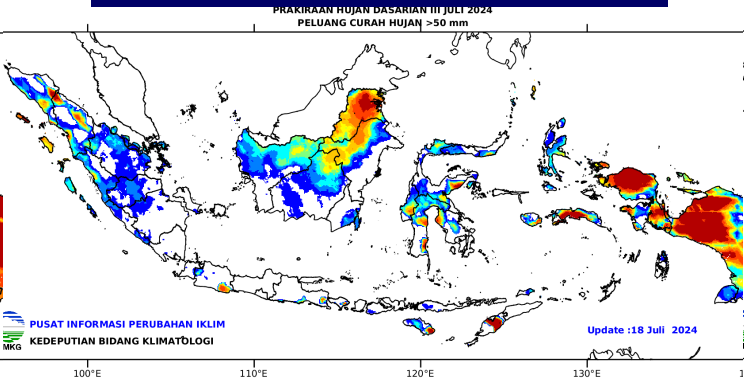 PRAKIRAAN HUJAN DASARIAN III JULI 2024
PELUANG CURAH HUJAN >50 mm
PUSAT INFORMASI PERUBAHAN IKLIM
MKG
KEDEPUTIAN BIDANG KLIMATOLOGI
Update :18 Juli 2024
100°E
110°E
120°E
130°E